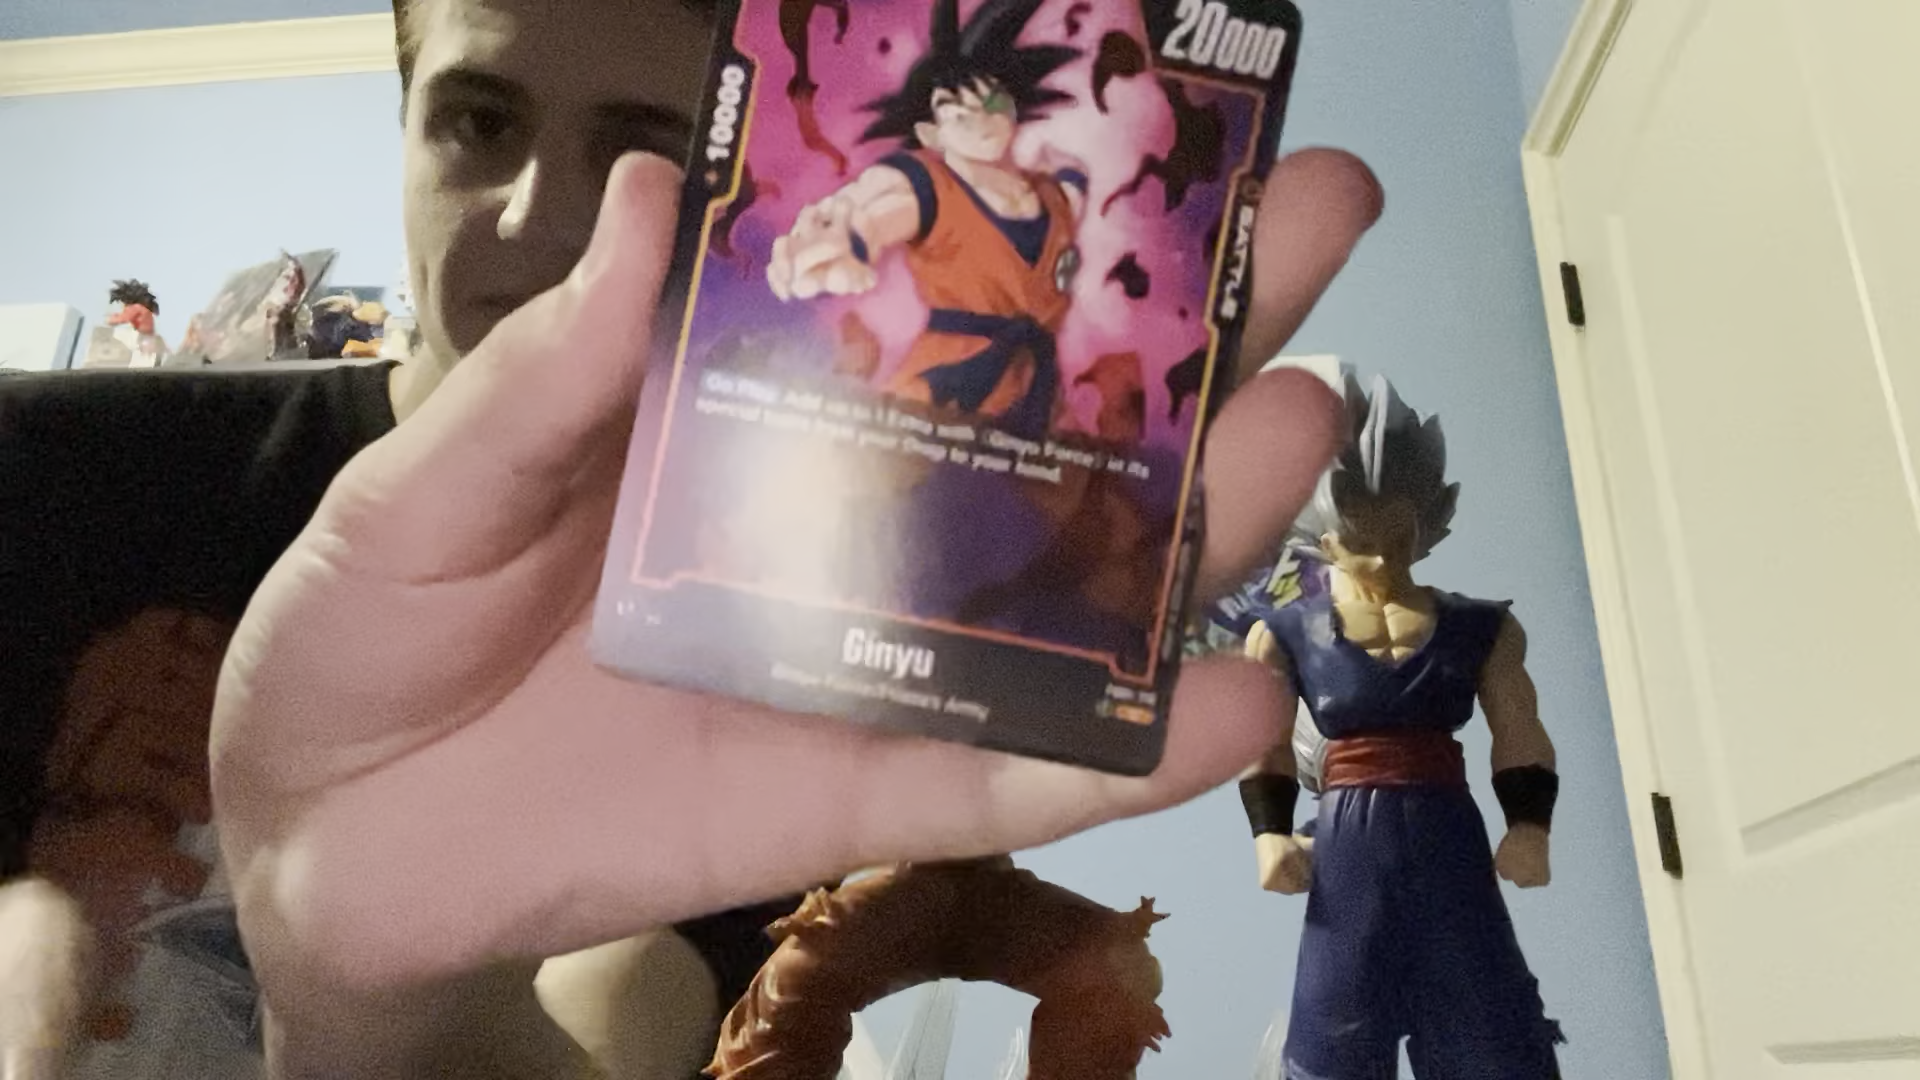 20000
+10000
BATTLE
On Play Add up to 1 Extra with 《Ginyu Force》 in its
special traits from your Drop to your hand.
Ginyu
Ginyu Force/Frieza's Army